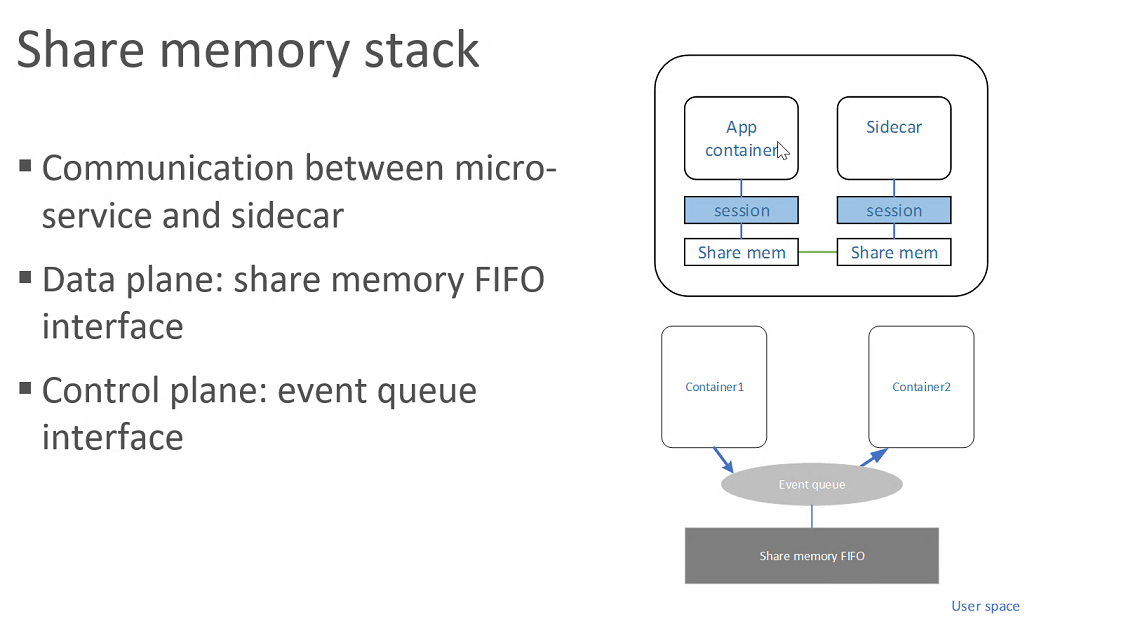 Share memory stack
Communication between micro-
service and sidecar
Data plane: share memory FIFO
interface
Control plane: event queue
interface
App
container
Sidecar
session
session
Share mem
Share mem
Container1
Container2
Event queue
Share memory FIFO
User space